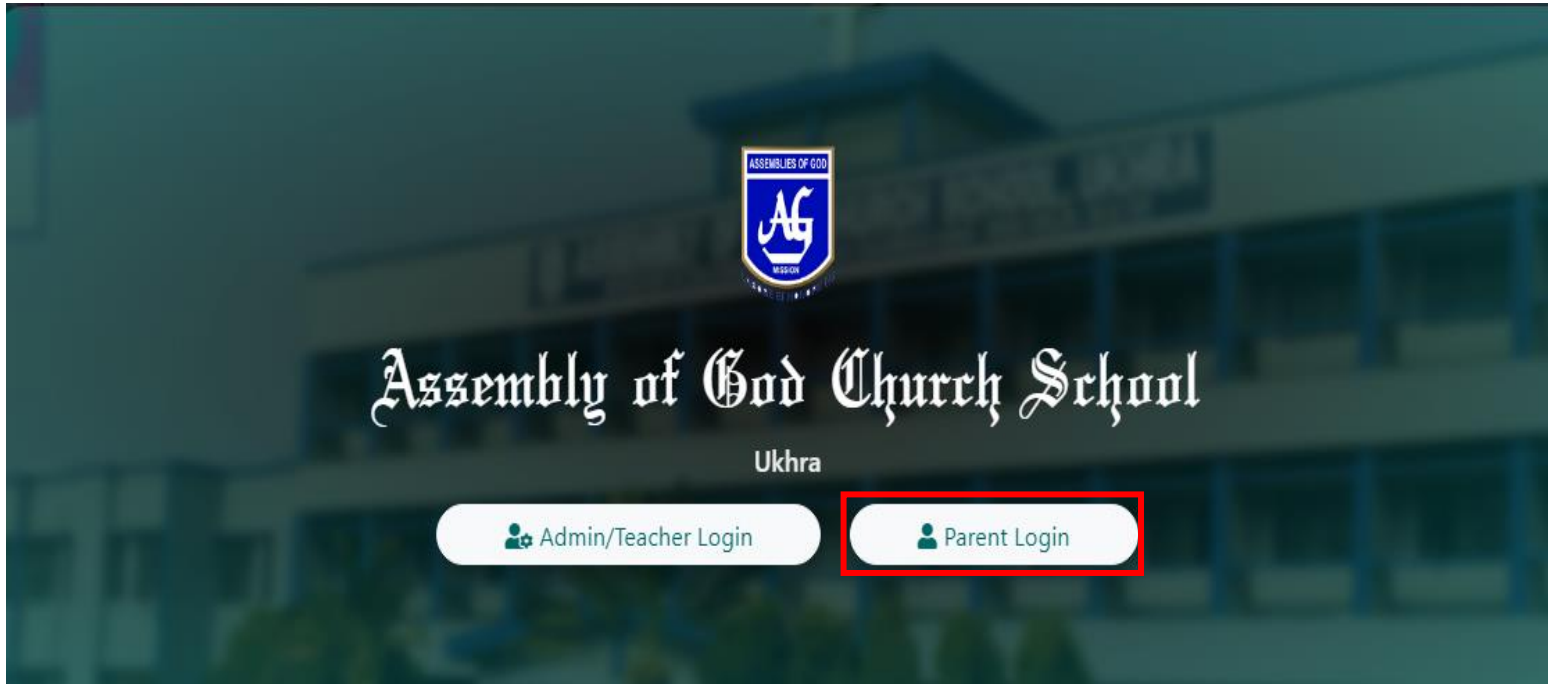 ASSEMBLIES OF GOD
AG
MISSION
Assembly of God Church School
Ukhra
Admin/Teacher Login
Parent Login